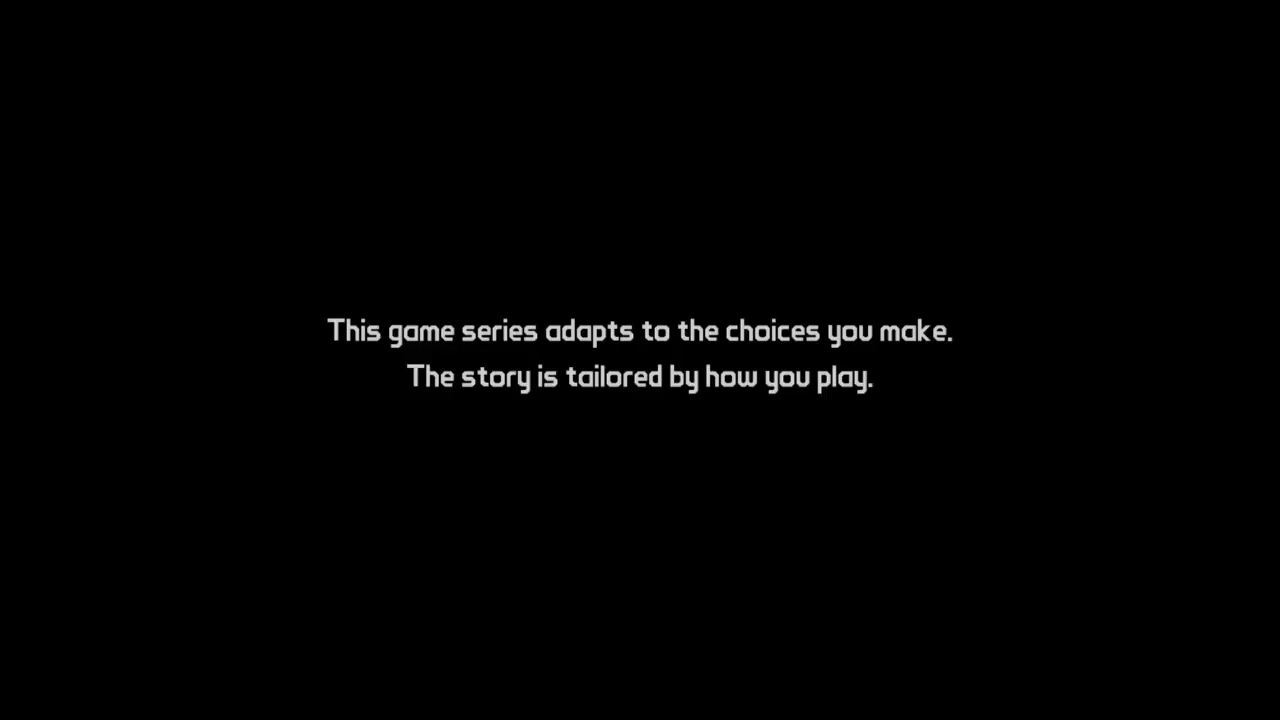 This game series adapts to the choices you make.
The story is tailored by how you play.